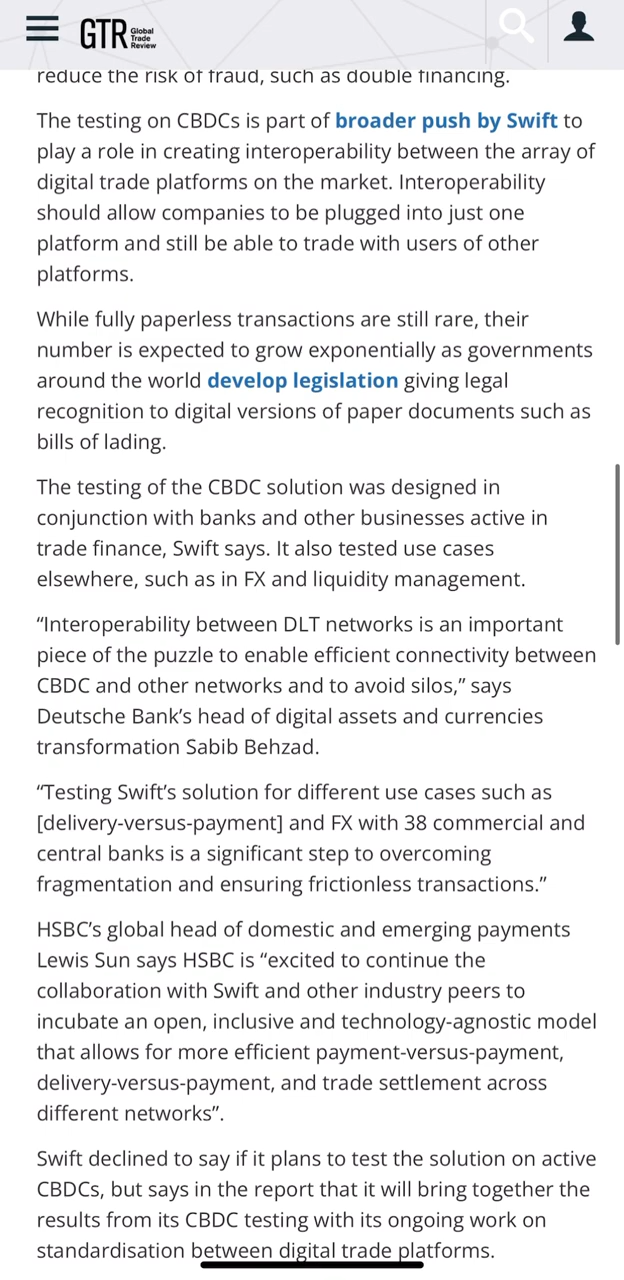 GTR Global
Trade
Review
reduce the risk of fraud, such as double financing.
The testing on CBDCs is part of broader push by Swift to
play a role in creating interoperability between the array of
digital trade platforms on the market. Interoperability
should allow companies to be plugged into just one
platform and still be able to trade with users of other
platforms.
While fully paperless transactions are still rare, their
number is expected to grow exponentially as governments
around the world develop legislation giving legal
recognition to digital versions of paper documents such as
bills of lading.
The testing of the CBDC solution was designed in
conjunction with banks and other businesses active in
trade finance, Swift says. It also tested use cases
elsewhere, such as in FX and liquidity management.
“Interoperability between DLT networks is an important
piece of the puzzle to enable efficient connectivity between
CBDC and other networks and to avoid silos,” says
Deutsche Bank’s head of digital assets and currencies
transformation Sabib Behzad.
“Testing Swift’s solution for different use cases such as
[delivery-versus-payment] and FX with 38 commercial and
central banks is a significant step to overcoming
fragmentation and ensuring frictionless transactions.”
HSBC’s global head of domestic and emerging payments
Lewis Sun says HSBC is “excited to continue the
collaboration with Swift and other industry peers to
incubate an open, inclusive and technology-agnostic model
that allows for more efficient payment-versus-payment,
delivery-versus-payment, and trade settlement across
different networks”.
Swift declined to say if it plans to test the solution on active
CBDCs, but says in the report that it will bring together the
results from its CBDC testing with its ongoing work on
standardisation between digital trade platforms.